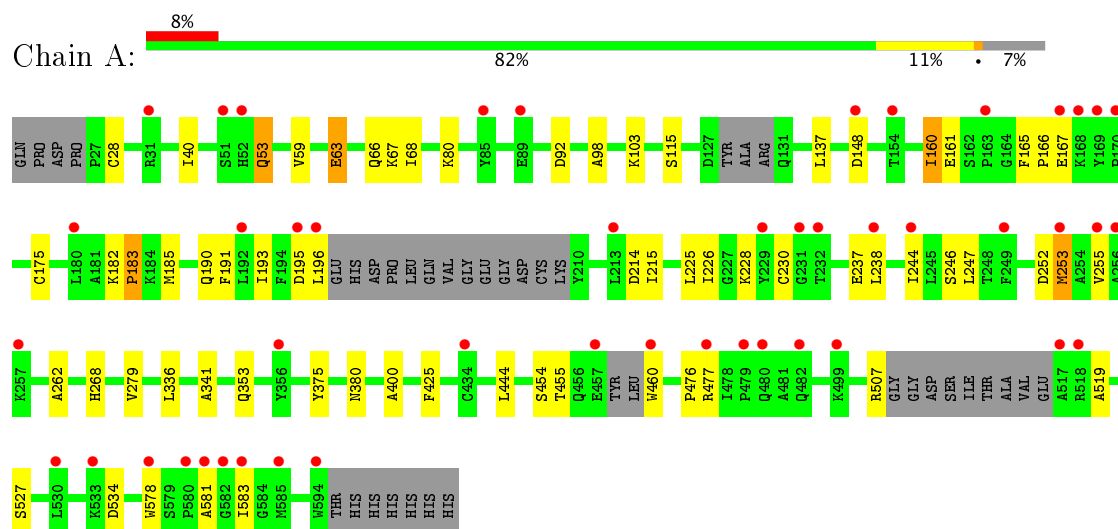 8%
Chain A:
82% 11% • 7%
GLN PRO ASP PRO P27 C28 R31 I40 S51 H52 Q53 V59 E63 Q66 K67 I68 K80 Y85 E89 D92 A98 K103 S115 D127 TYR ALA ARG Q131 L137 D148 T154 I160 E161 S162 P163 G164 F165 P166 E167 K168 Y169
C175 L180 A181 K182 P183 K184 M185 Q190 F191 L192 I193 F194 D195 L196 GLU HIS ASP PRO LEU GLN VAL GLY GLU GLY ASP CYS LYS Y210 L213 D214 I215 L225 I226 G227 K228 Y229 C230 G231 T232 E237 L238 I244 L245 S246 L247 T248 F249 D252 M253 A254 V255
K257 A262 H268 V279 L336 A341 Q353 Y356 Y375 N380 A400 F425 C434 L444 S454 T455 Q456 E457 TYR LEU W460 P476 R477 I478 P479 Q480 A481 Q482 K499 R507 GLY GLY ASP SER ILE THR ALA VAL GLU A517 R518 A519
S527 L530 K533 D534 W578 S579 P580 A581 G582 I583 G584 M585 W594 THR HIS HIS HIS HIS HIS HIS